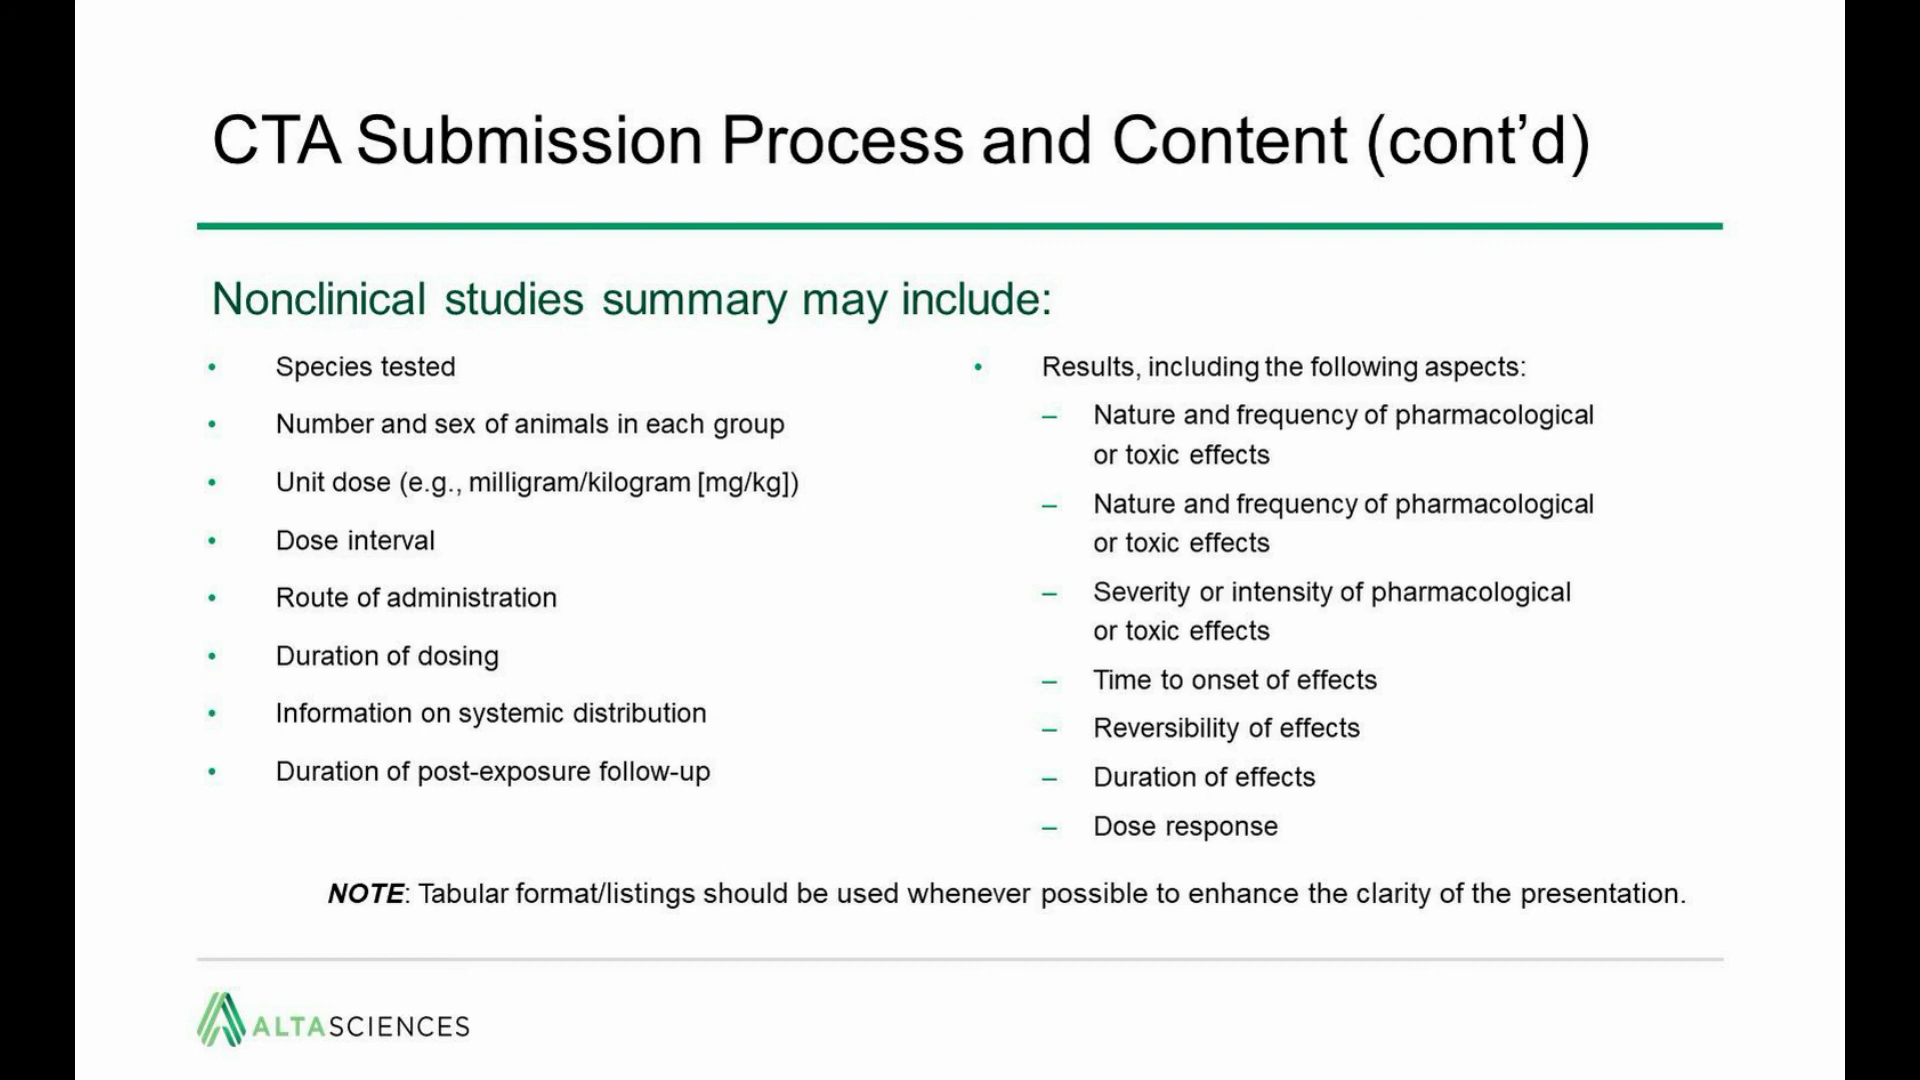 CTA Submission Process and Content (cont’d)
Nonclinical studies summary may include:
• Species tested
• Number and sex of animals in each group
• Unit dose (e.g., milligram/kilogram [mg/kg])
• Dose interval
• Route of administration
• Duration of dosing
• Information on systemic distribution
• Duration of post-exposure follow-up
• Results, including the following aspects:
– Nature and frequency of pharmacological
or toxic effects
– Nature and frequency of pharmacological
or toxic effects
– Severity or intensity of pharmacological
or toxic effects
– Time to onset of effects
– Reversibility of effects
– Duration of effects
– Dose response
NOTE: Tabular format/listings should be used whenever possible to enhance the clarity of the presentation.
ALTASCIENCES